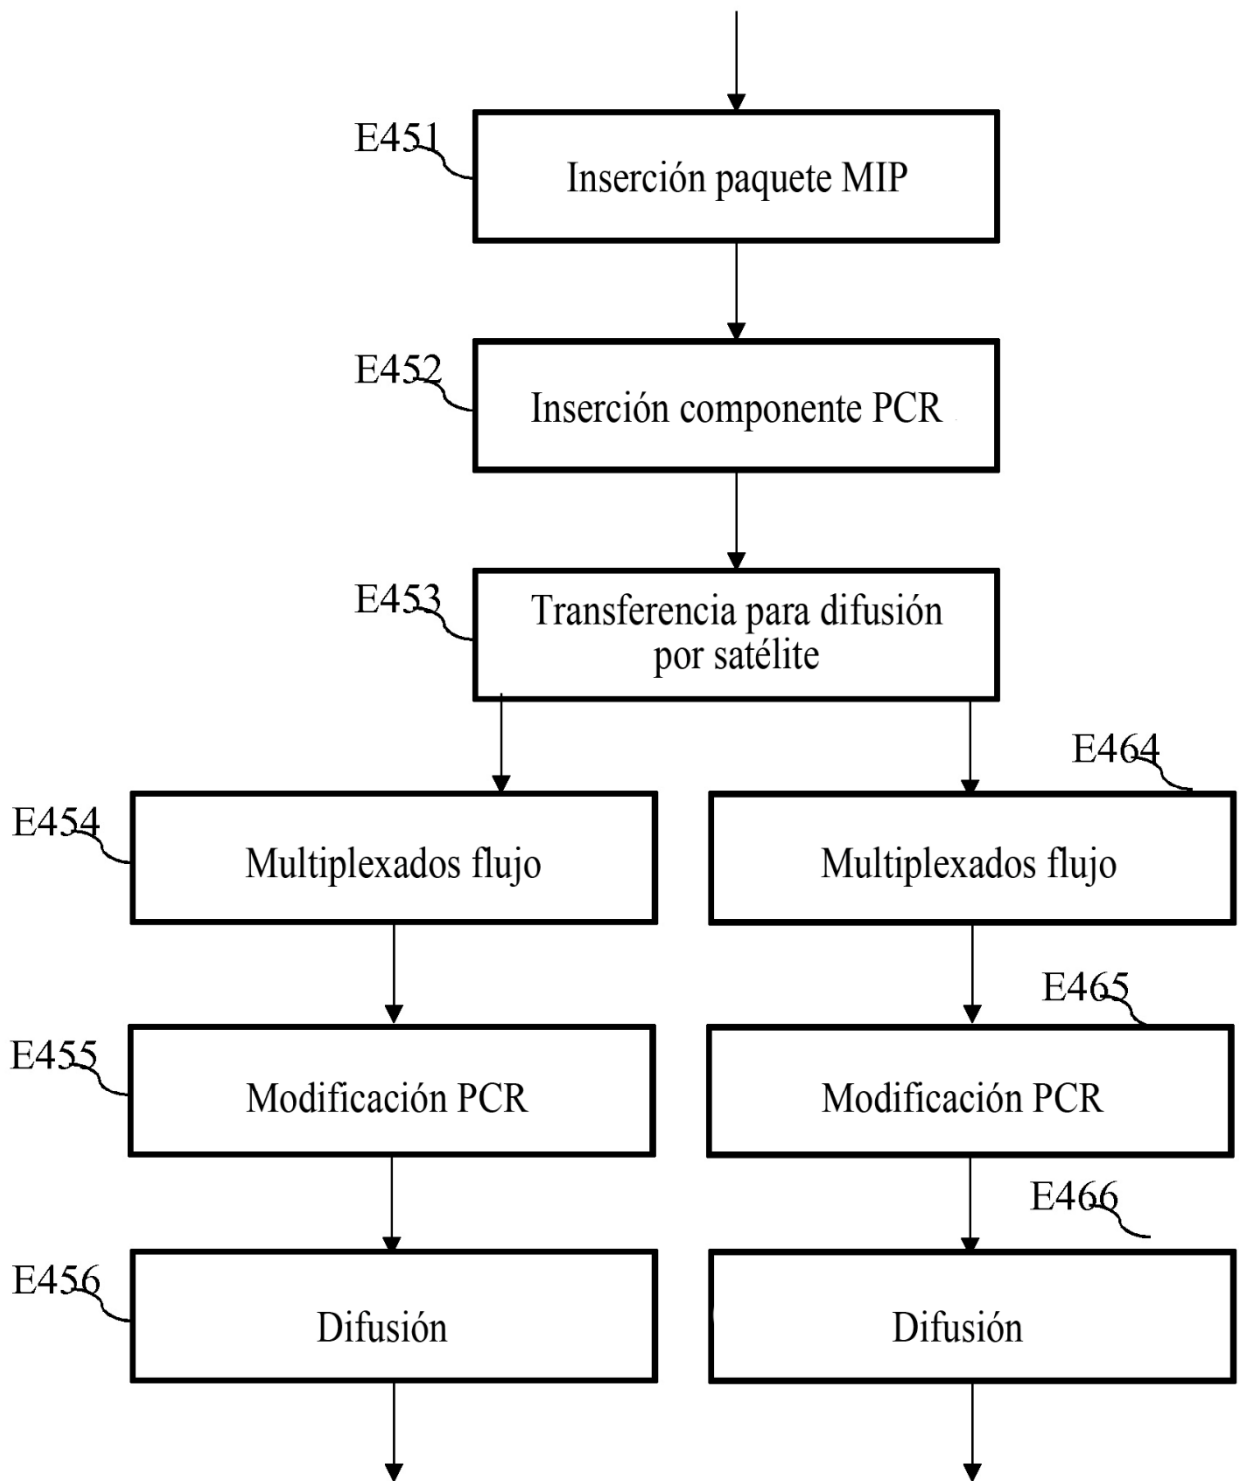 E451
Inserción paquete MIP
E452
Inserción componente PCR
E453
Transferencia para difusión
por satélite
E464
E454
Multiplexados flujo
Multiplexados flujo
E465
E455
Modificación PCR
Modificación PCR
E466
E456
Difusión
Difusión